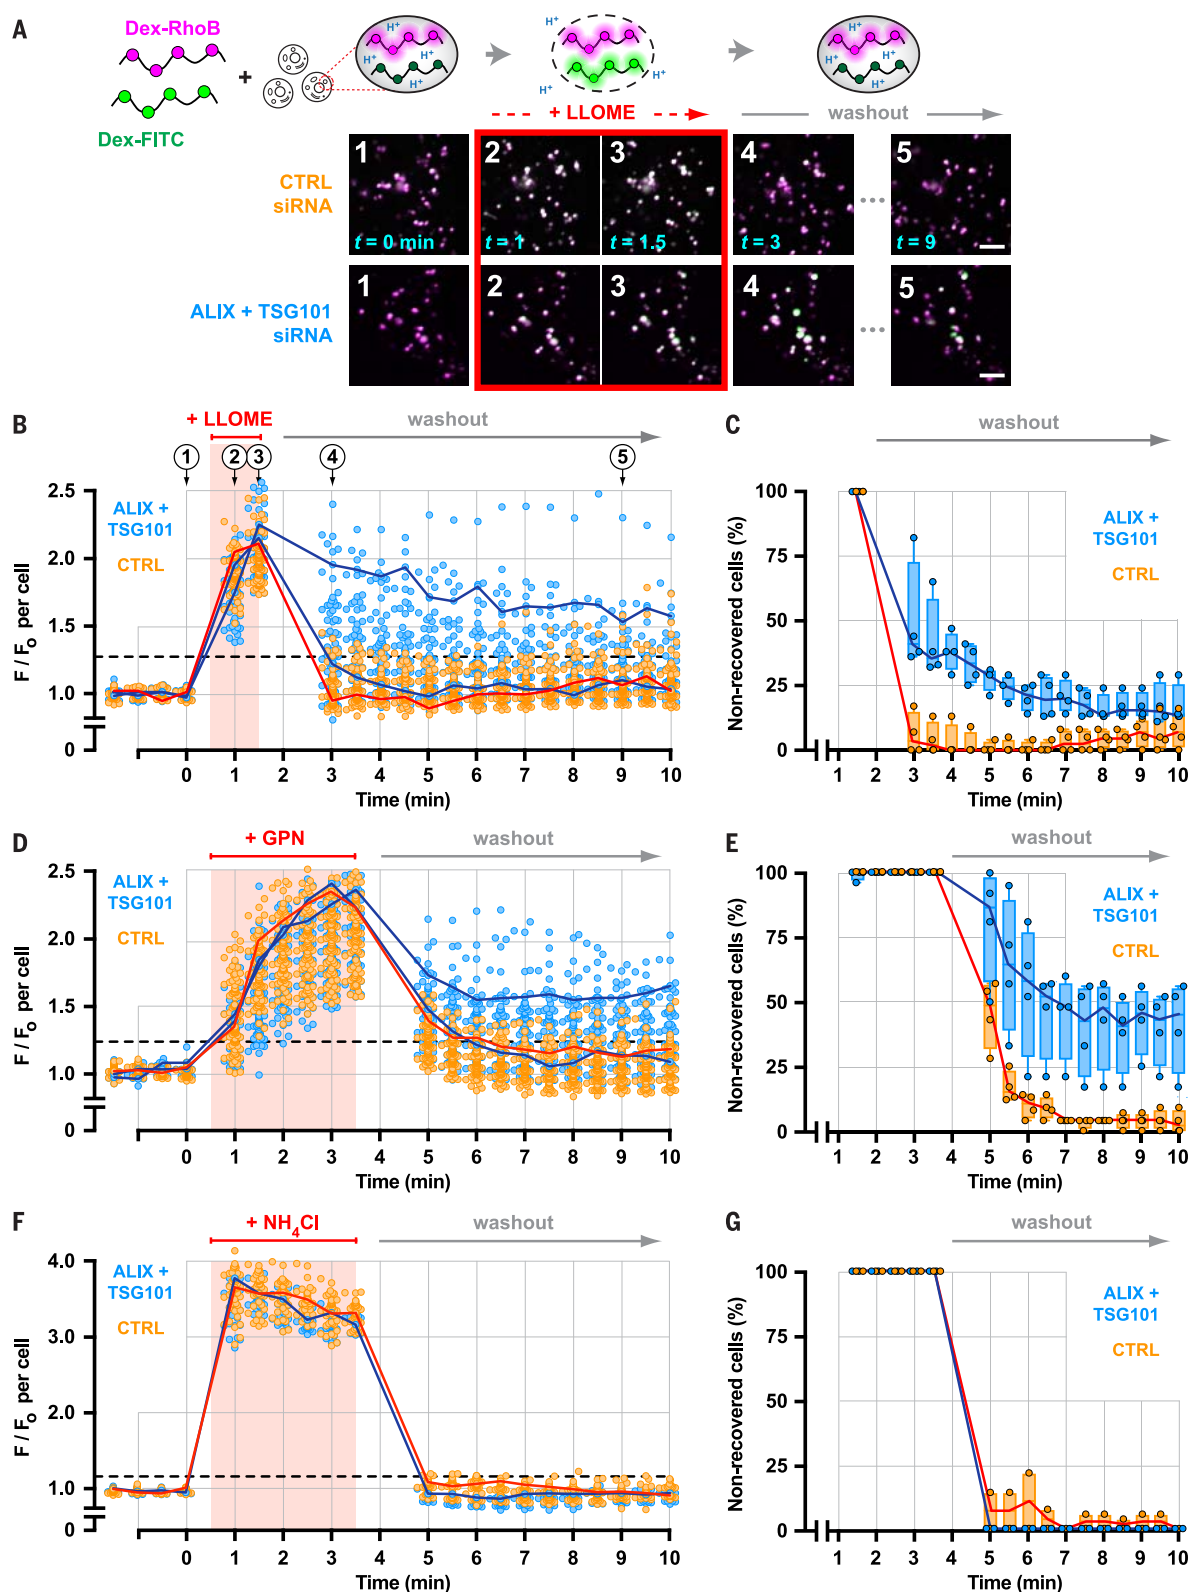 A
Dex-RhoB
+
Dex-FITC
H+
H+
H+
H+
H+
H+
H+
H+
H+
+ LLOME
washout
CTRL
siRNA
1
t = 0 min
2
t = 1
3
t = 1.5
4
t = 3
5
t = 9
ALIX + TSG101
siRNA
1
2
3
4
5
B
+ LLOME
washout
1 2 3 4 5
ALIX +
TSG101
CTRL
F / Fo per cell
2.5
2.0
1.5
1.0
0
0 1 2 3 4 5 6 7 8 9 10
Time (min)
C
washout
ALIX +
TSG101
CTRL
Non-recovered cells (%)
100
75
50
25
0
1 2 3 4 5 6 7 8 9 10
Time (min)
D
+ GPN
washout
ALIX +
TSG101
CTRL
F / Fo per cell
2.5
2.0
1.5
1.0
0
0 1 2 3 4 5 6 7 8 9 10
Time (min)
E
washout
ALIX +
TSG101
CTRL
Non-recovered cells (%)
100
75
50
25
0
1 2 3 4 5 6 7 8 9 10
Time (min)
F
+ NH4Cl
washout
ALIX +
TSG101
CTRL
F / Fo per cell
4.0
3.0
2.0
1.0
0
0 1 2 3 4 5 6 7 8 9 10
Time (min)
G
washout
ALIX +
TSG101
CTRL
Non-recovered cells (%)
100
75
50
25
0
1 2 3 4 5 6 7 8 9 10
Time (min)